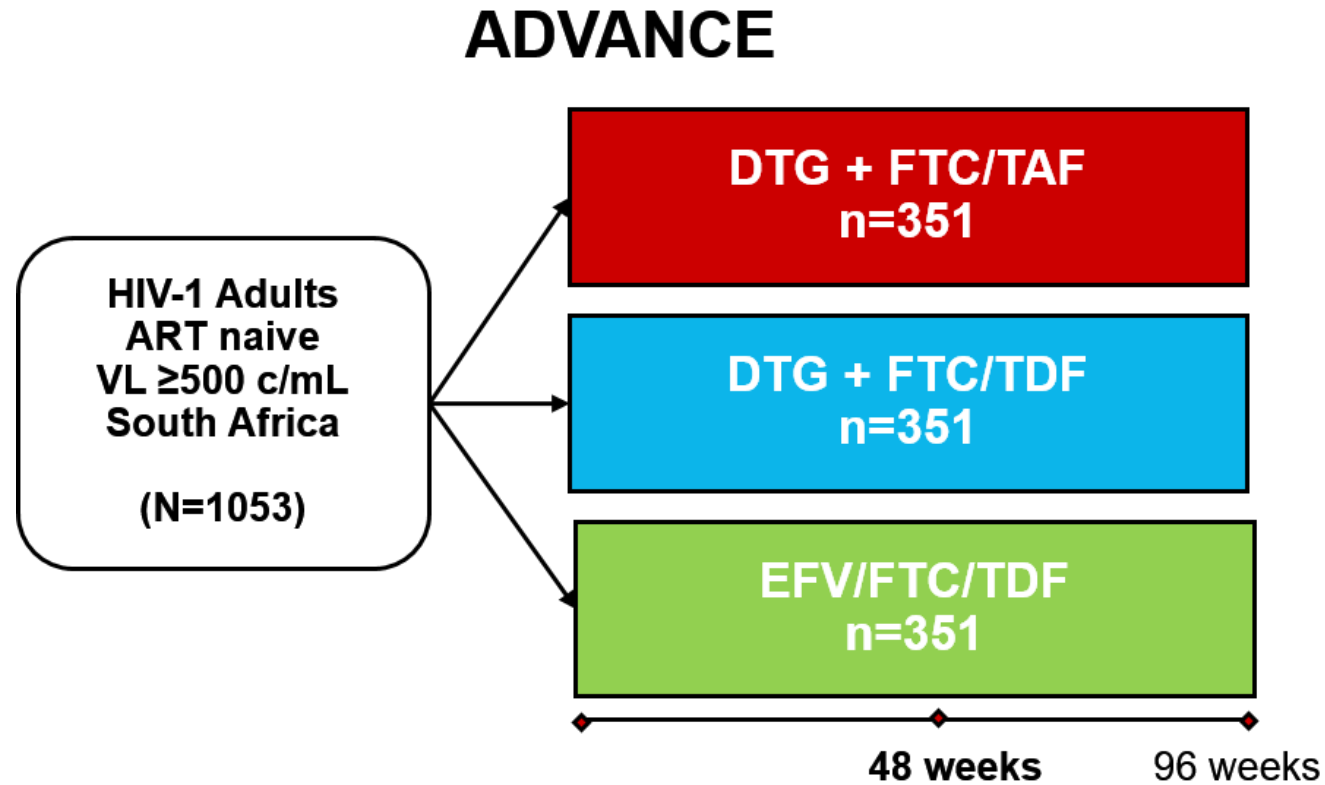 ADVANCE
HIV-1 Adults
ART naive
VL ≥500 c/mL
South Africa
(N=1053)
DTG + FTC/TAF
n=351
DTG + FTC/TDF
n=351
EFV/FTC/TDF
n=351
48 weeks
96 weeks